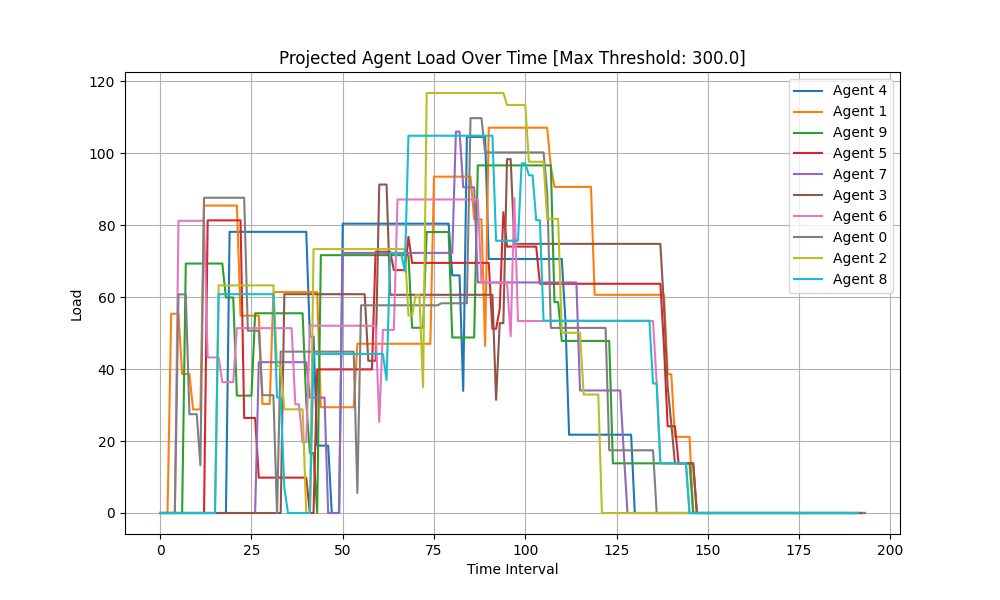 Projected Agent Load Over Time [Max Threshold: 300.0]
120
100
80
60
40
20
0
Load
0 25 50 75 100 125 150 175 200
Time Interval
Agent 4
Agent 1
Agent 9
Agent 5
Agent 7
Agent 3
Agent 6
Agent 0
Agent 2
Agent 8